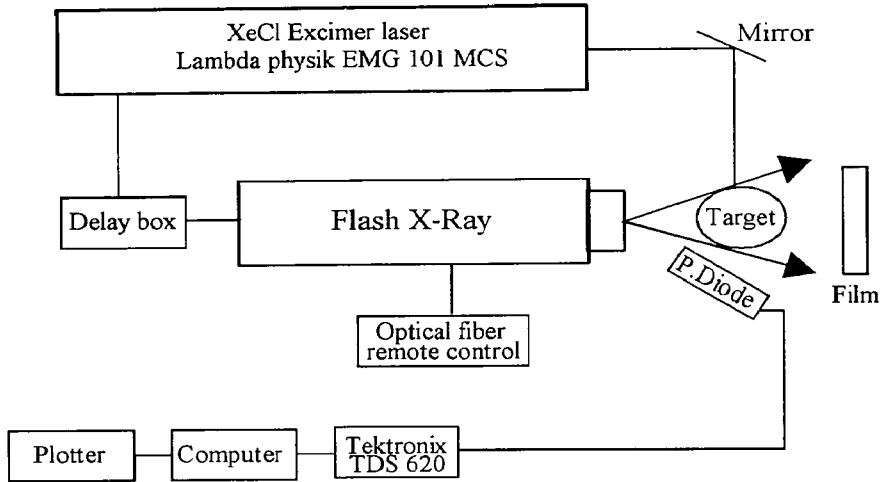 XeCl Excimer laser
Lambda physik EMG 101 MCS
Mirror
Delay box
Flash X-Ray
Target
P.Diode
Film
Optical fiber
remote control
Plotter
Computer
Tektronix
TDS 620